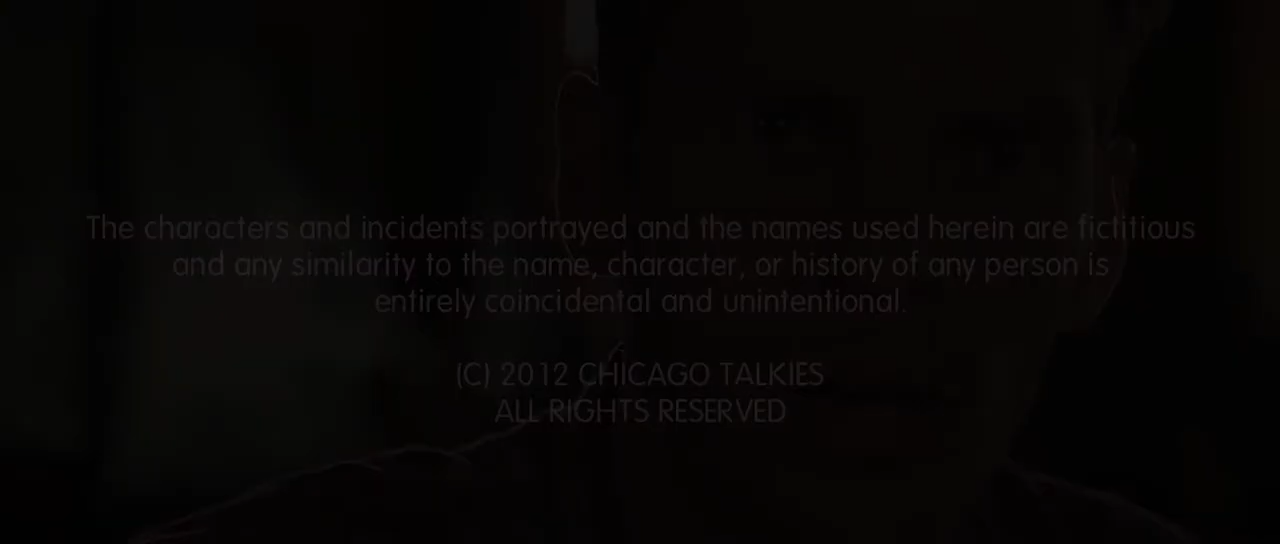 The characters and incidents portrayed and the names used herein are fictitious
and any similarity to the name, character, or history of any person is
entirely coincidental and unintentional.
(C) 2012 CHICAGO TALKIES
ALL RIGHTS RESERVED